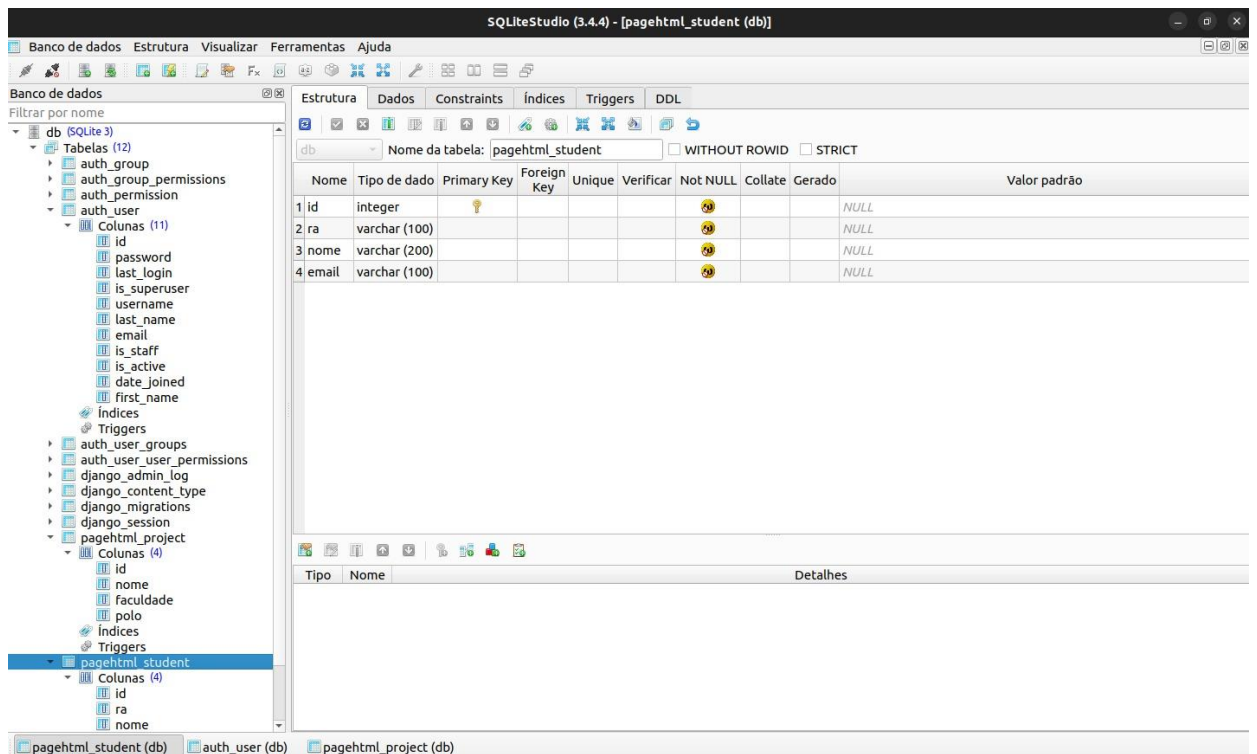 SQLiteStudio (3.4.4) - [pagehtml_student (db)]
Banco de dados Estrutura Visualizar Ferramentas Ajuda
Banco de dados
Filtrar por nome
db (SQLite 3)
Tabelas (12)
auth_group
auth_group_permissions
auth_permission
auth_user
Colunas (11)
id
password
last_login
is_superuser
username
last_name
email
is_staff
is_active
date_joined
first_name
Índices
Triggers
auth_user_groups
auth_user_user_permissions
django_admin_log
django_content_type
django_migrations
django_session
pagehtml_project
Colunas (4)
id
nome
faculdade
polo
Índices
Triggers
pagehtml_student
Colunas (4)
id
ra
nome
Estrutura Dados Constraints Índices Triggers DDL
db Nome da tabela: pagehtml_student WITHOUT ROWID STRICT
Nome Tipo de dado Primary Key Foreign Key Unique Verificar Not NULL Collate Gerado Valor padrão
1 id integer NULL
2 ra varchar (100) NULL
3 nome varchar (200) NULL
4 email varchar (100) NULL
Tipo Nome Detalhes
pagehtml_student (db) auth_user (db) pagehtml_project (db)